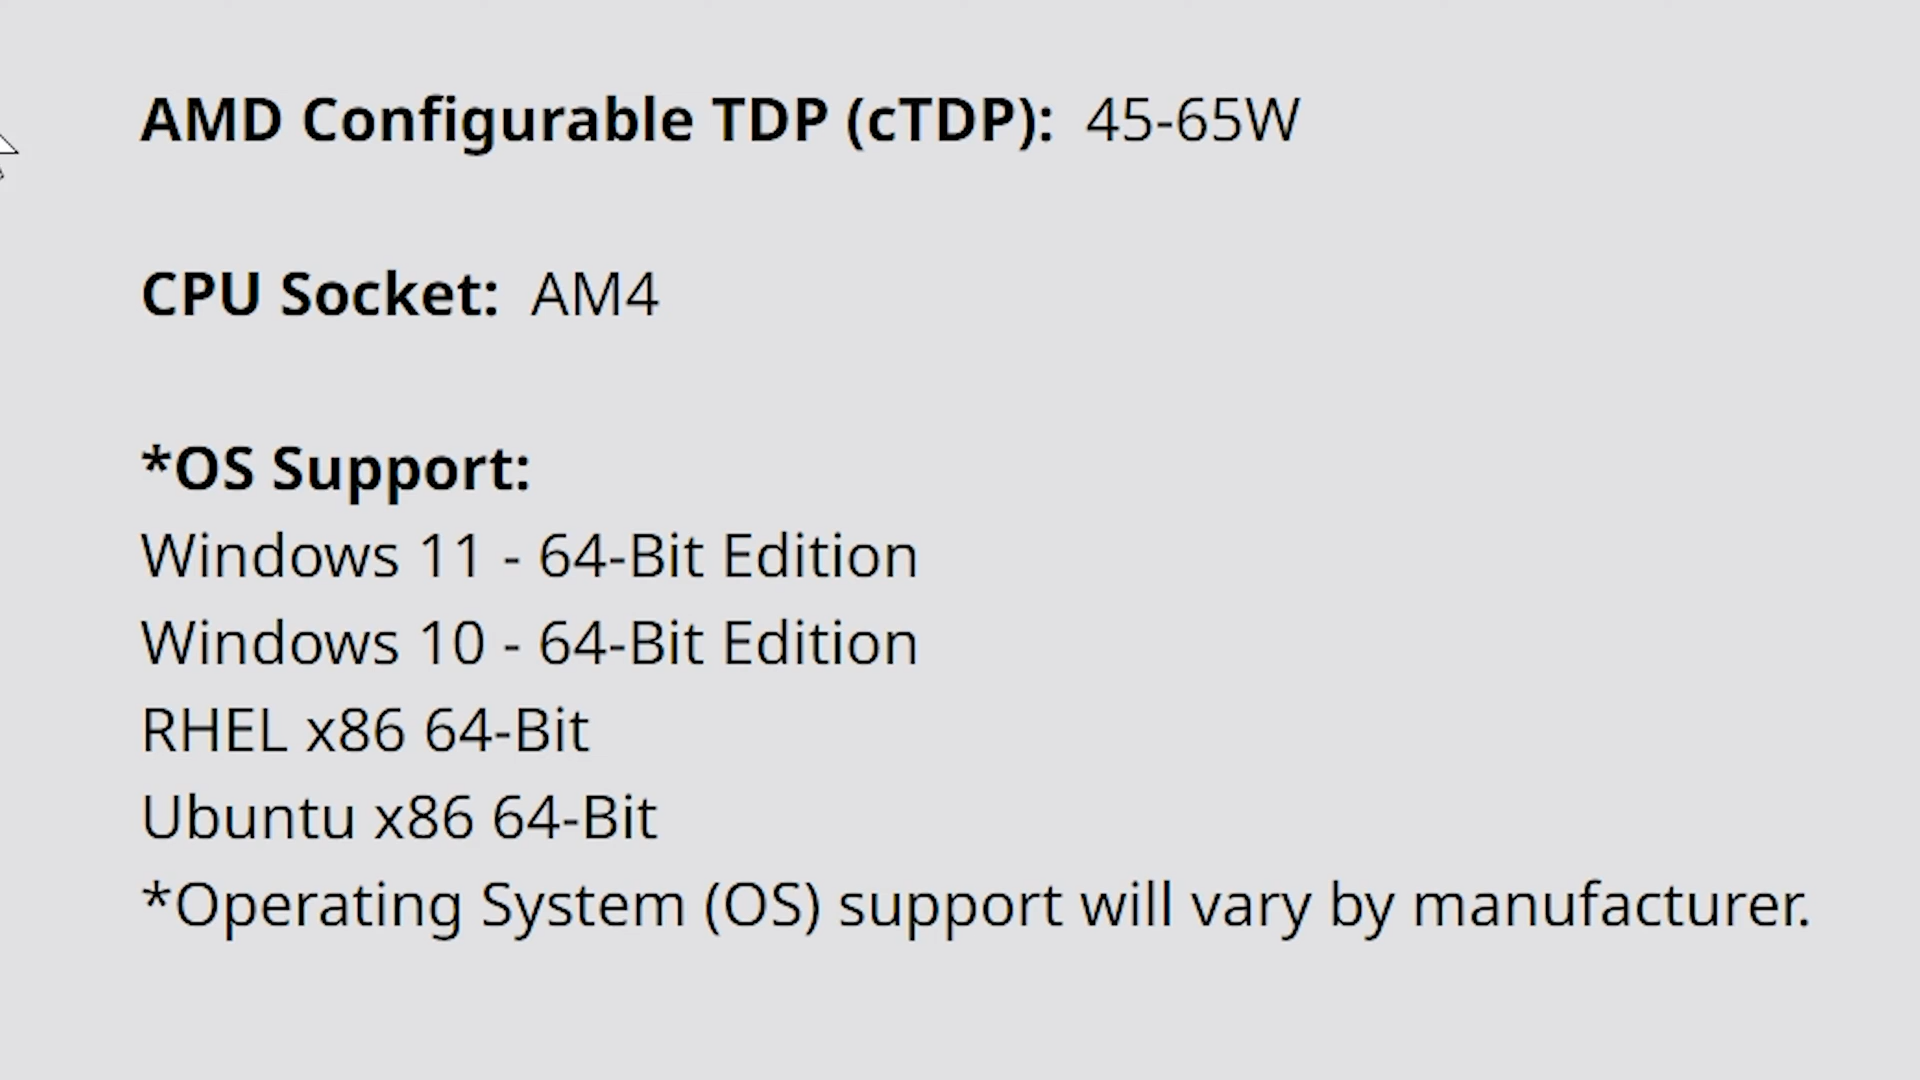 AMD Configurable TDP (cTDP): 45-65W
CPU Socket: AM4
*OS Support:
Windows 11 - 64-Bit Edition
Windows 10 - 64-Bit Edition
RHEL x86 64-Bit
Ubuntu x86 64-Bit
*Operating System (OS) support will vary by manufacturer.